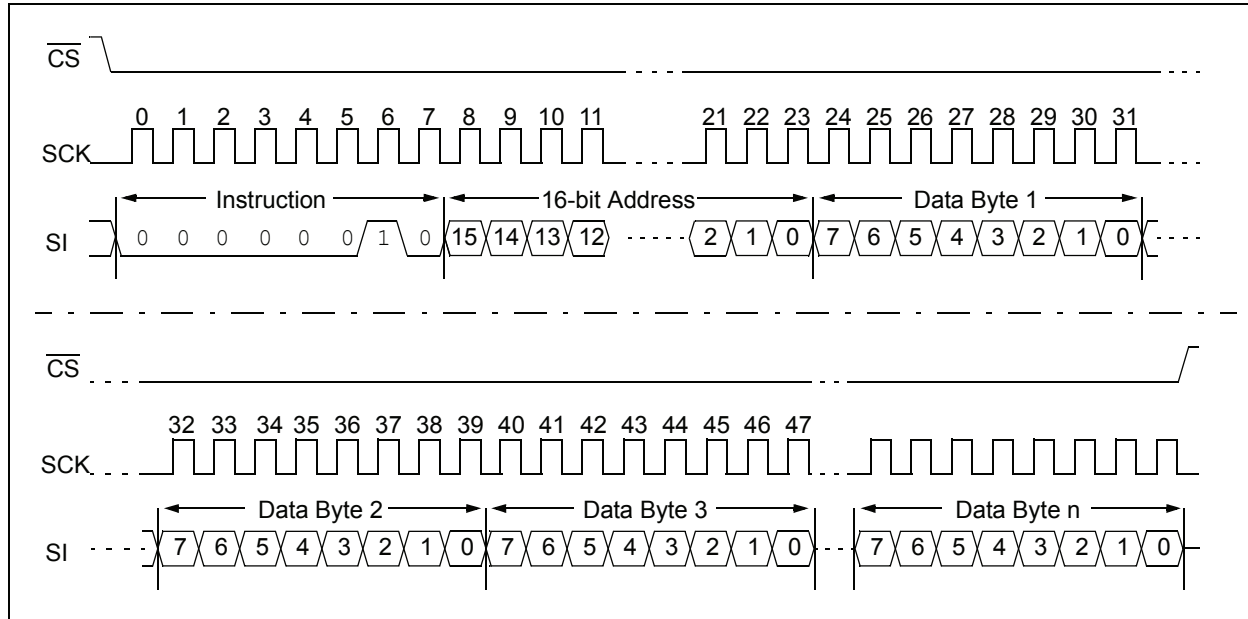 CS
0 1 2 3 4 5 6 7 8 9 10 11 21 22 23 24 25 26 27 28 29 30 31
SCK
Instruction 16-bit Address Data Byte 1
SI 0 0 0 0 0 0 1 0 15 14 13 12 2 1 0 7 6 5 4 3 2 1 0
CS
32 33 34 35 36 37 38 39 40 41 42 43 44 45 46 47
SCK
Data Byte 2 Data Byte 3 Data Byte n
SI 7 6 5 4 3 2 1 0 7 6 5 4 3 2 1 0 7 6 5 4 3 2 1 0